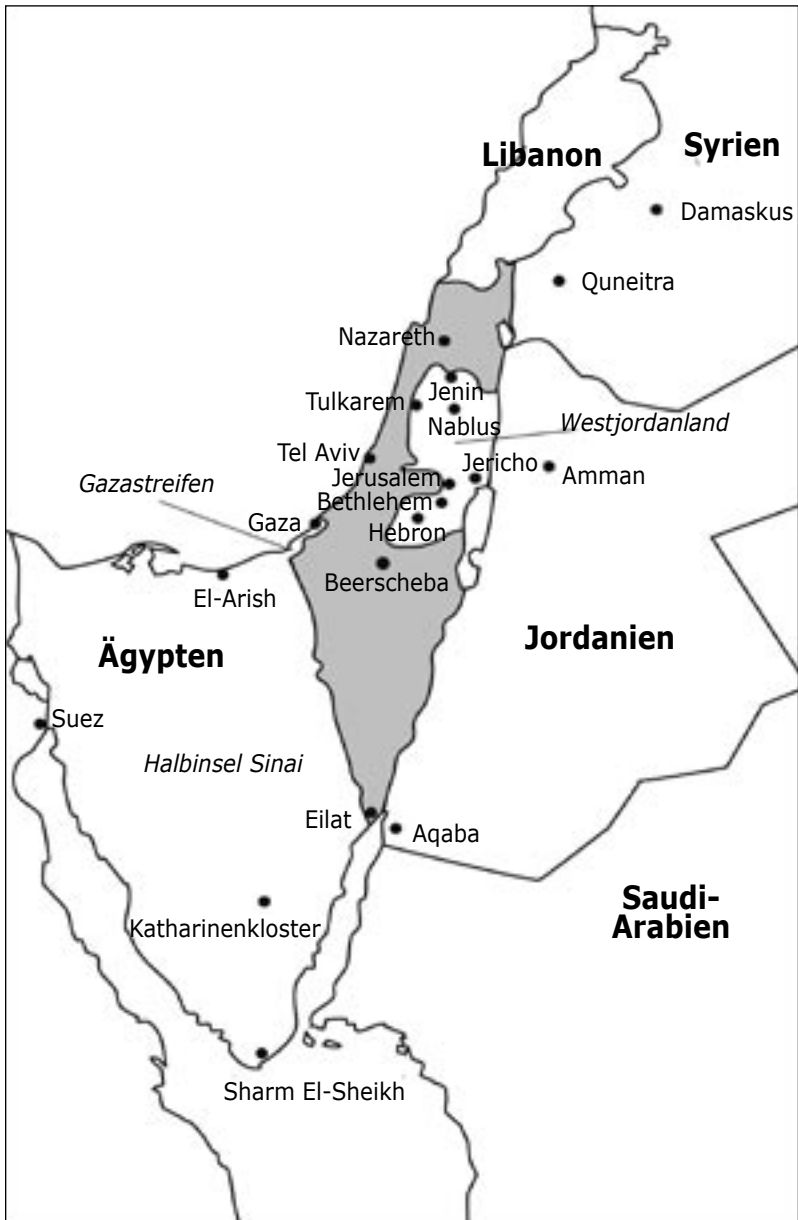 Libanon
Syrien
Damaskus
Quneitra
Nazareth
Jenin
Tulkarem
Nablus
Westjordanland
Tel Aviv
Jericho
Amman
Gazastreifen
Jerusalem
Bethlehem
Gaza
Hebron
Beerscheba
El-Arish
Ägypten
Jordanien
Suez
Halbinsel Sinai
Eilat
Aqaba
Saudi-
Arabien
Katharinenkloster
Sharm El-Sheikh